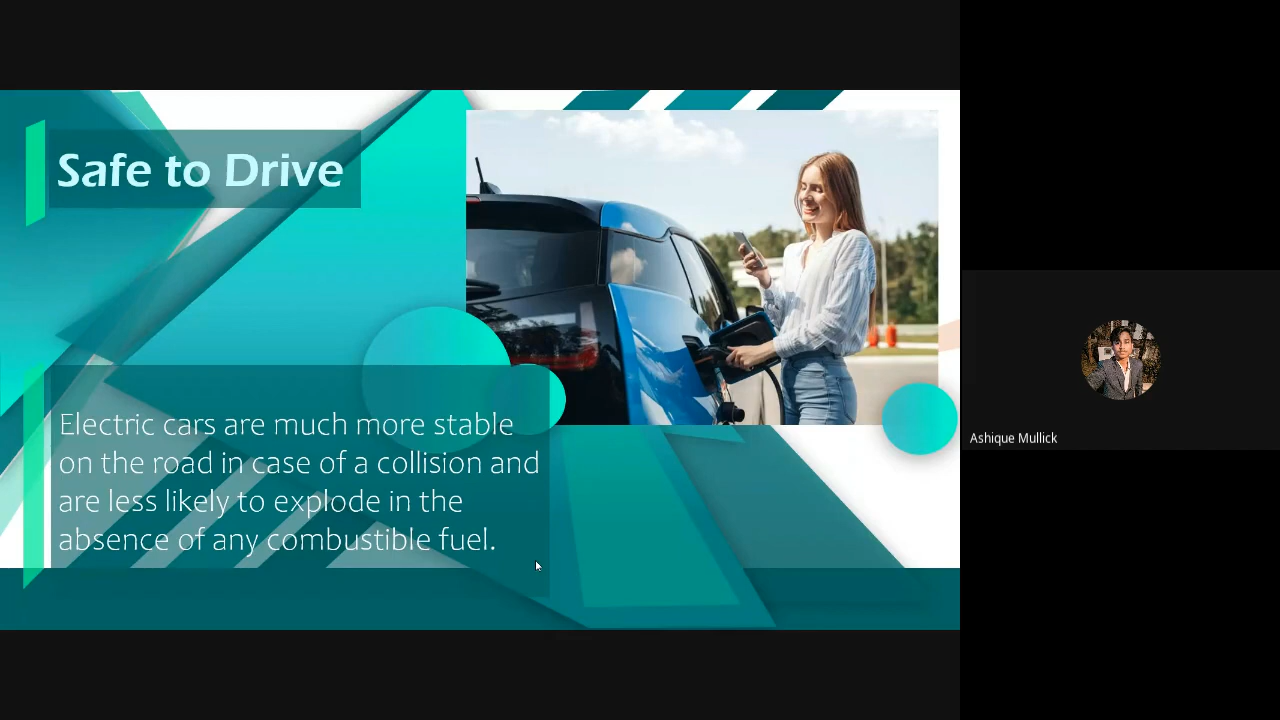 Safe to Drive
Electric cars are much more stable
on the road in case of a collision and
are less likely to explode in the
absence of any combustible fuel.
Ashique Mullick